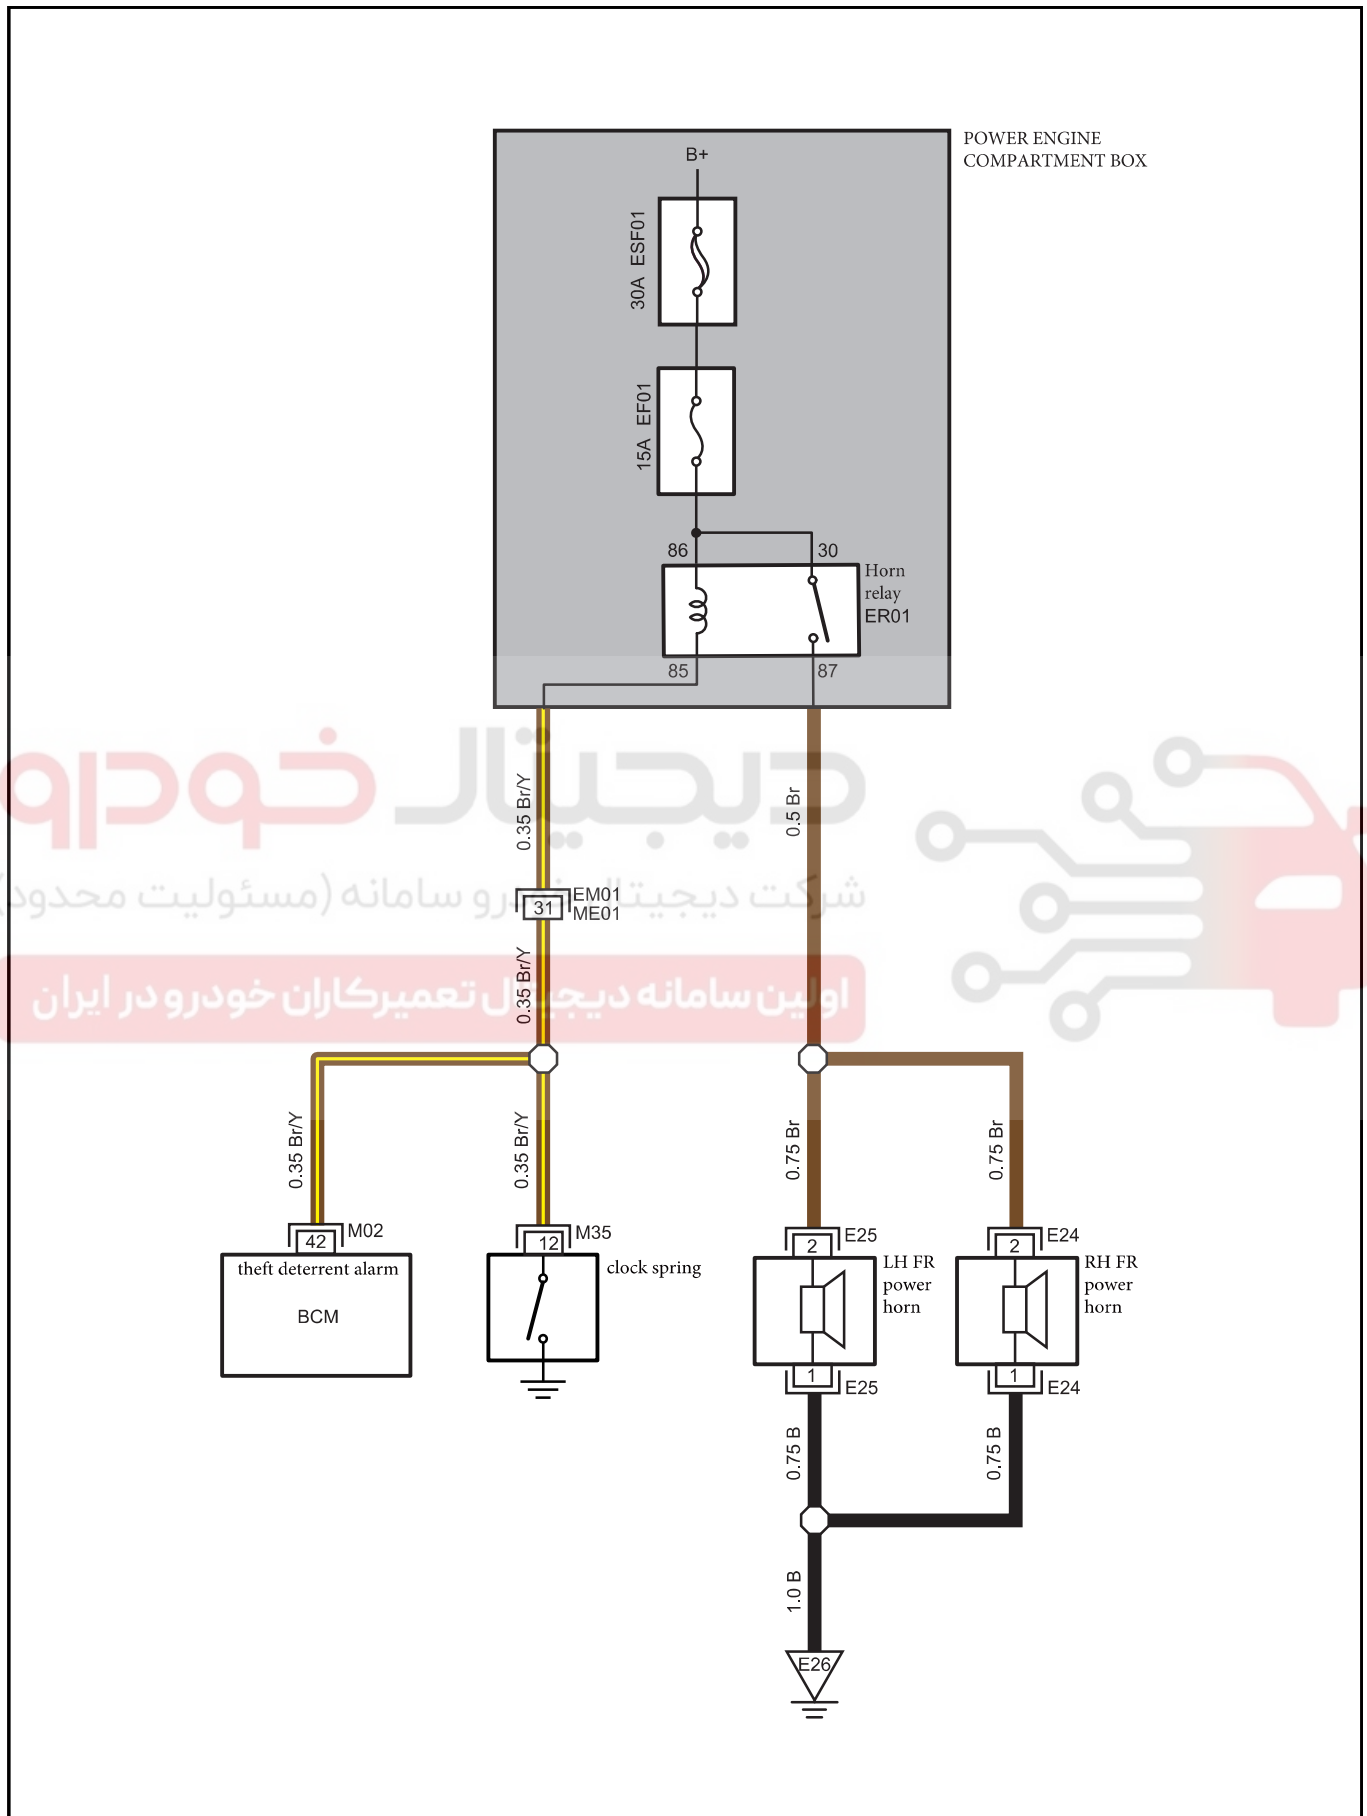 POWER ENGINE
COMPARTMENT BOX
B+
30A ESF01
15A EF01
86
30
Horn
relay
ER01
85
87
دیجیتال خودرو
شرکت دیجیتال خودرو سامانه (مسئولیت محدود)
اولین سامانه دیجیتال تعمیرکاران خودرو در ایران
0.35 Br/Y
0.5 Br
31
EM01
ME01
0.35 Br/Y
0.35 Br/Y
0.35 Br/Y
0.75 Br
0.75 Br
42
M02
12
M35
2
E25
2
E24
theft deterrent alarm
BCM
clock spring
LH FR
power
horn
RH FR
power
horn
1
E25
1
E24
0.75 B
0.75 B
1.0 B
E26